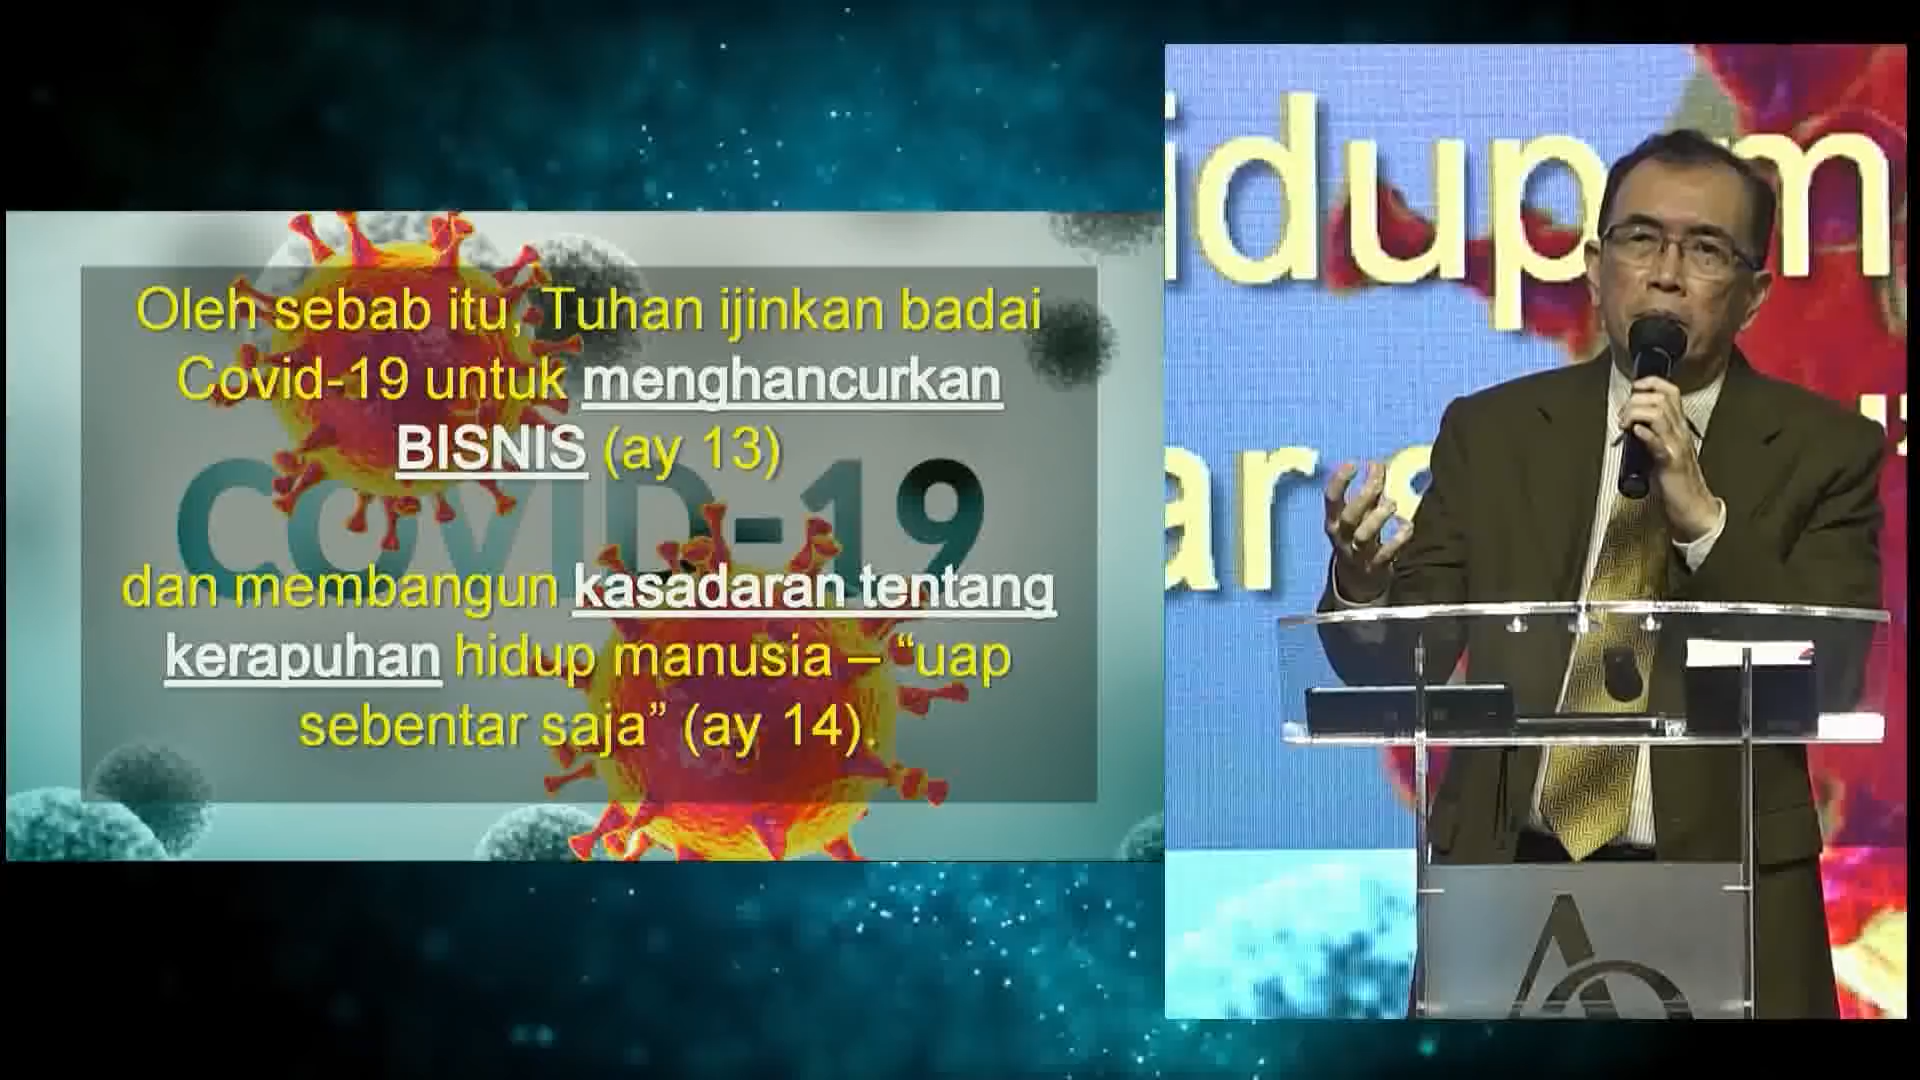 Oleh sebab itu, Tuhan ijinkan badai
Covid-19 untuk menghancurkan
BISNIS (ay 13)
COVID-19
dan membangun kasadaran tentang
kerapuhan hidup manusia – “uap
sebentar saja” (ay 14).
idup m
ar s